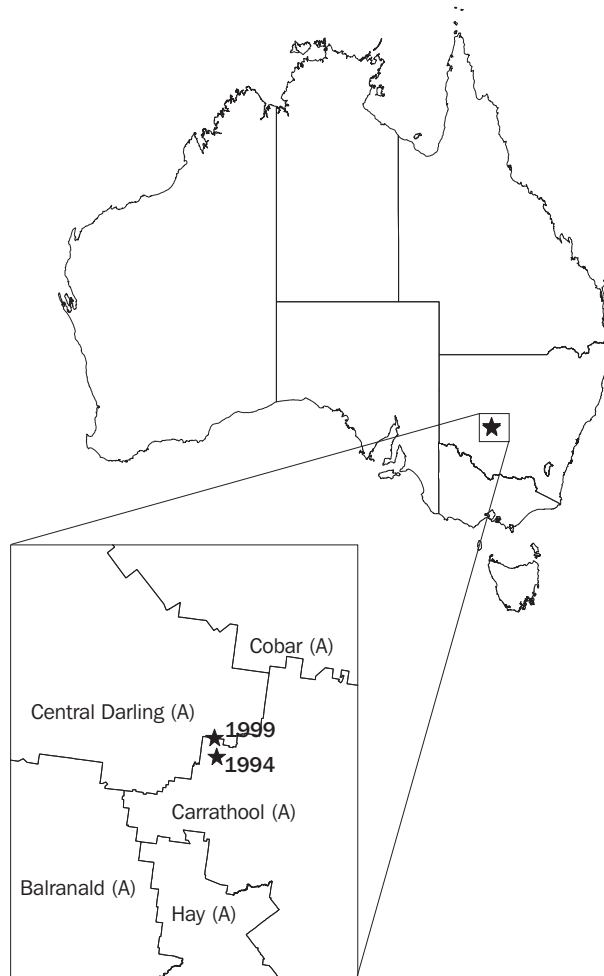 Cobar (A)
Central Darling (A)
1999
1994
Carrathool (A)
Balranald (A)
Hay (A)